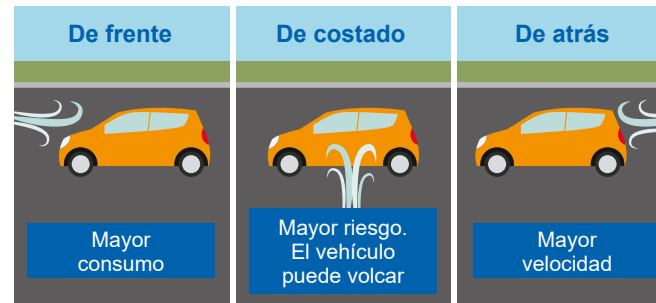 De frente
Mayor
consumo
De costado
Mayor riesgo.
El vehículo
puede volcar
De atrás
Mayor
velocidad